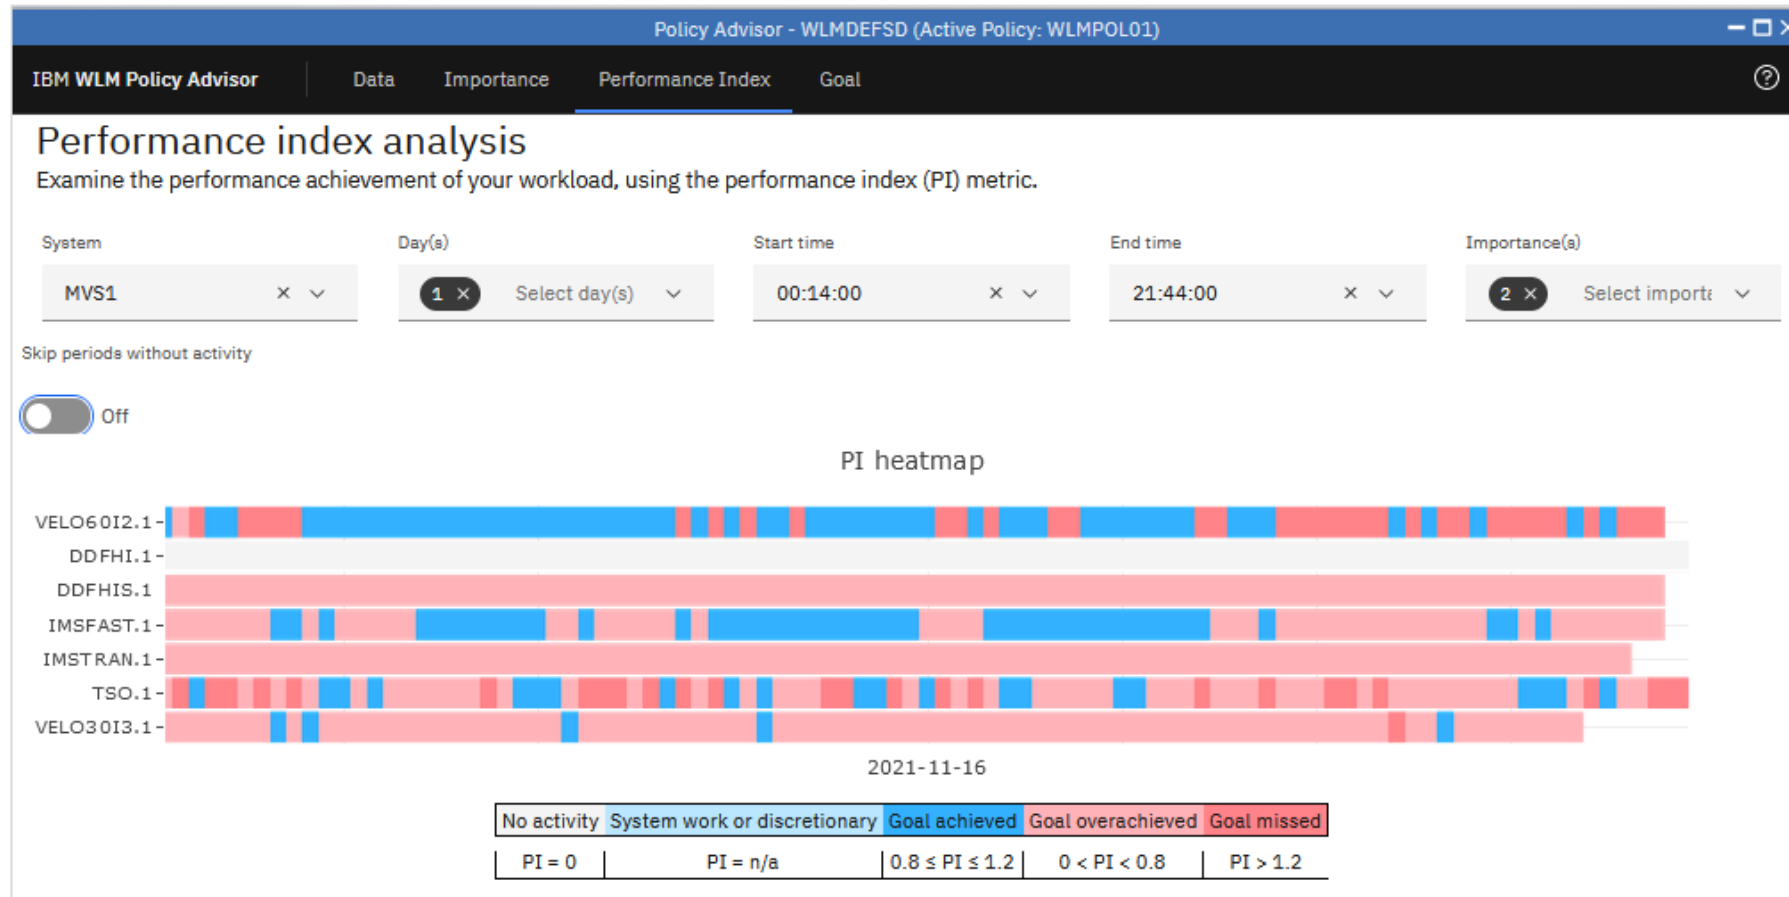 Policy Advisor - WLMDEFSD (Active Policy: WLMPOL01)
IBM WLM Policy Advisor Data Importance Performance Index Goal
Performance index analysis
Examine the performance achievement of your workload, using the performance index (PI) metric.
System Day(s) Start time End time Importance(s)
MVS1 1 Select day(s) 00:14:00 21:44:00 2 Select importa
Skip periods without activity
Off
PI heatmap
VELO60I2.1
DDFHI.1
DDFHIS.1
IMSFAST.1
IMSTRAN.1
TSO.1
VELO30I3.1
2021-11-16
No activity System work or discretionary Goal achieved Goal overachieved Goal missed
PI = 0 PI = n/a 0.8 ≤ PI ≤ 1.2 0 < PI < 0.8 PI > 1.2